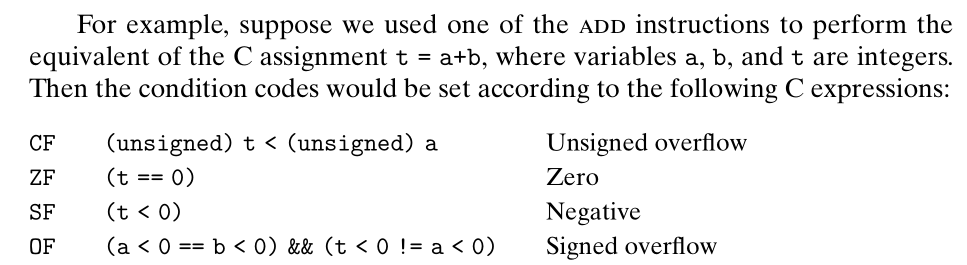 For example, suppose we used one of the ADD instructions to perform the
equivalent of the C assignment t = a+b, where variables a, b, and t are integers.
Then the condition codes would be set according to the following C expressions:
CF (unsigned) t < (unsigned) a Unsigned overflow
ZF (t == 0) Zero
SF (t < 0) Negative
OF (a < 0 == b < 0) && (t < 0 != a < 0) Signed overflow